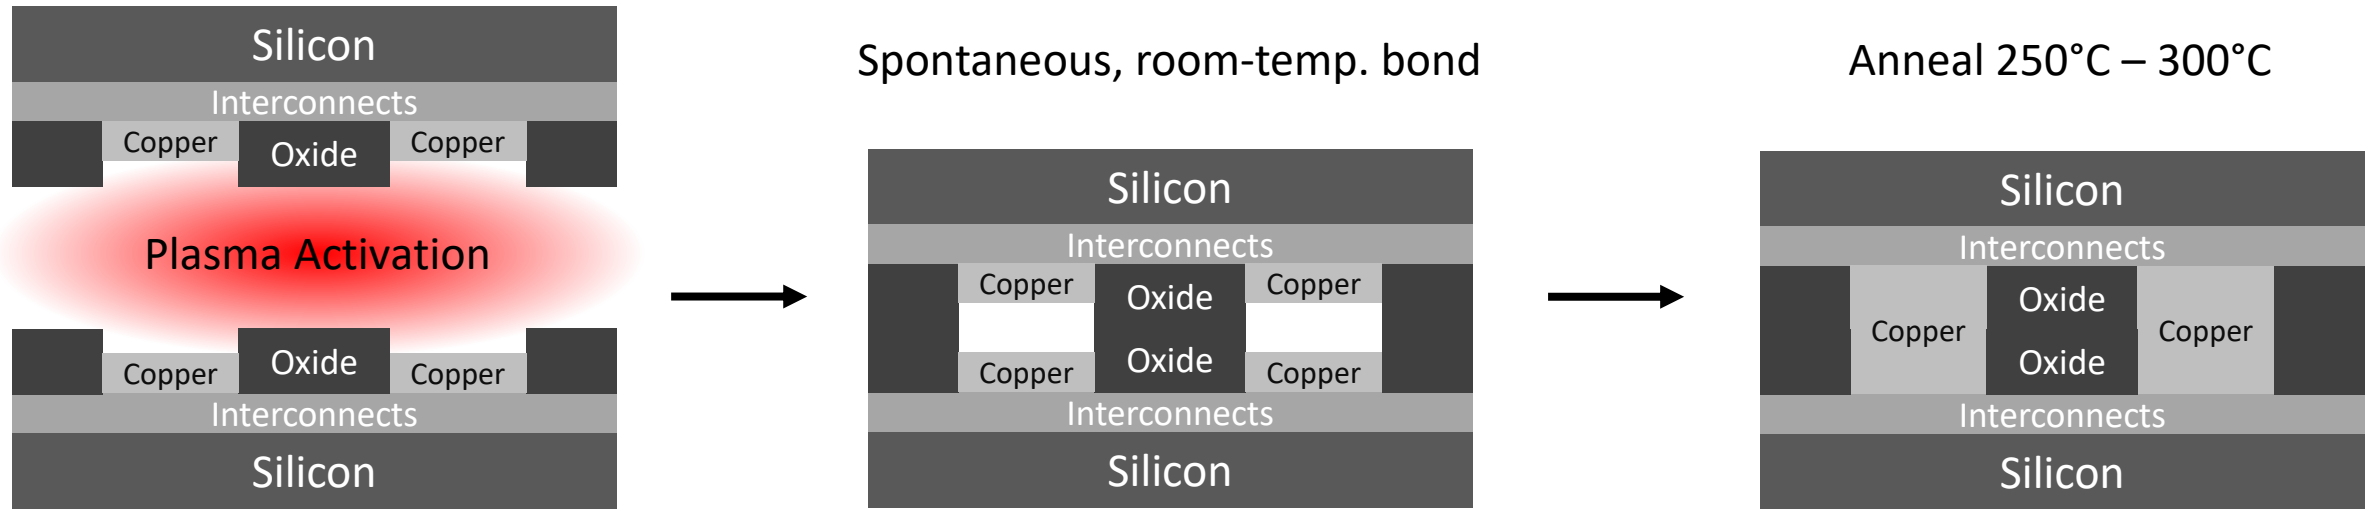 Silicon
Interconnects
Copper
Oxide
Copper
Plasma Activation
Copper
Oxide
Copper
Interconnects
Silicon
Spontaneous, room-temp. bond
Silicon
Interconnects
Copper
Oxide
Copper
Copper
Oxide
Copper
Interconnects
Silicon
Anneal 250°C – 300°C
Silicon
Interconnects
Oxide
Copper
Copper
Oxide
Interconnects
Silicon